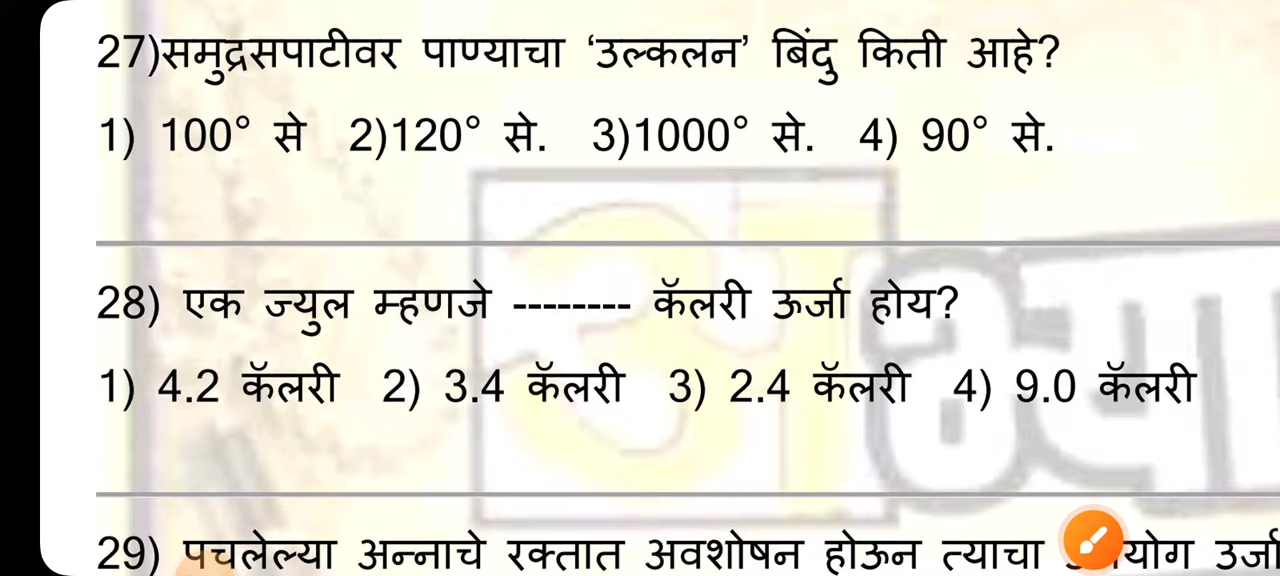 27)समुद्रसपाटीवर पाण्याचा ‘उत्कलन’ बिंदु किती आहे?
1) 100° से 2)120° से. 3)1000° से. 4) 90° से.
28) एक ज्युल म्हणजे -------- कॅलरी ऊर्जा होय?
1) 4.2 कॅलरी 2) 3.4 कॅलरी 3) 2.4 कॅलरी 4) 9.0 कॅलरी
29) पचलेल्या अन्नाचे रक्तात अवशोषन होऊन त्याचा